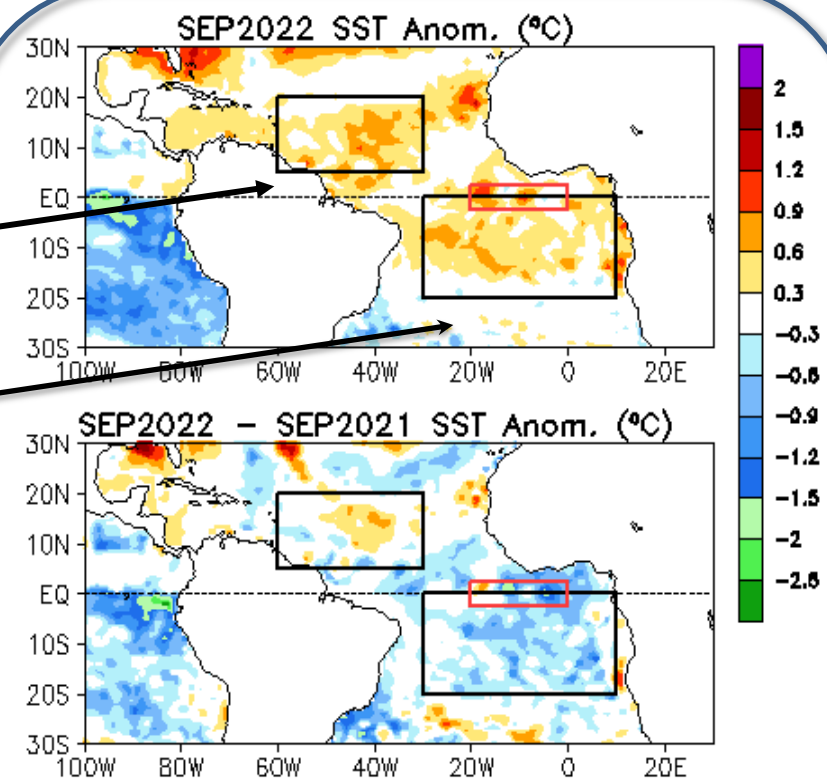 SEP2022 SST Anom. (°C)
30N
20N
10N
EQ
10S
20S
30S
100W 80W 60W 40W 20W 0 20E
2
1.5
1.2
0.9
0.6
0.3
-0.3
-0.6
-0.9
-1.2
-1.5
-2
-2.5
SEP2022 - SEP2021 SST Anom. (°C)
30N
20N
10N
EQ
10S
20S
30S
100W 80W 60W 40W 20W 0 20E